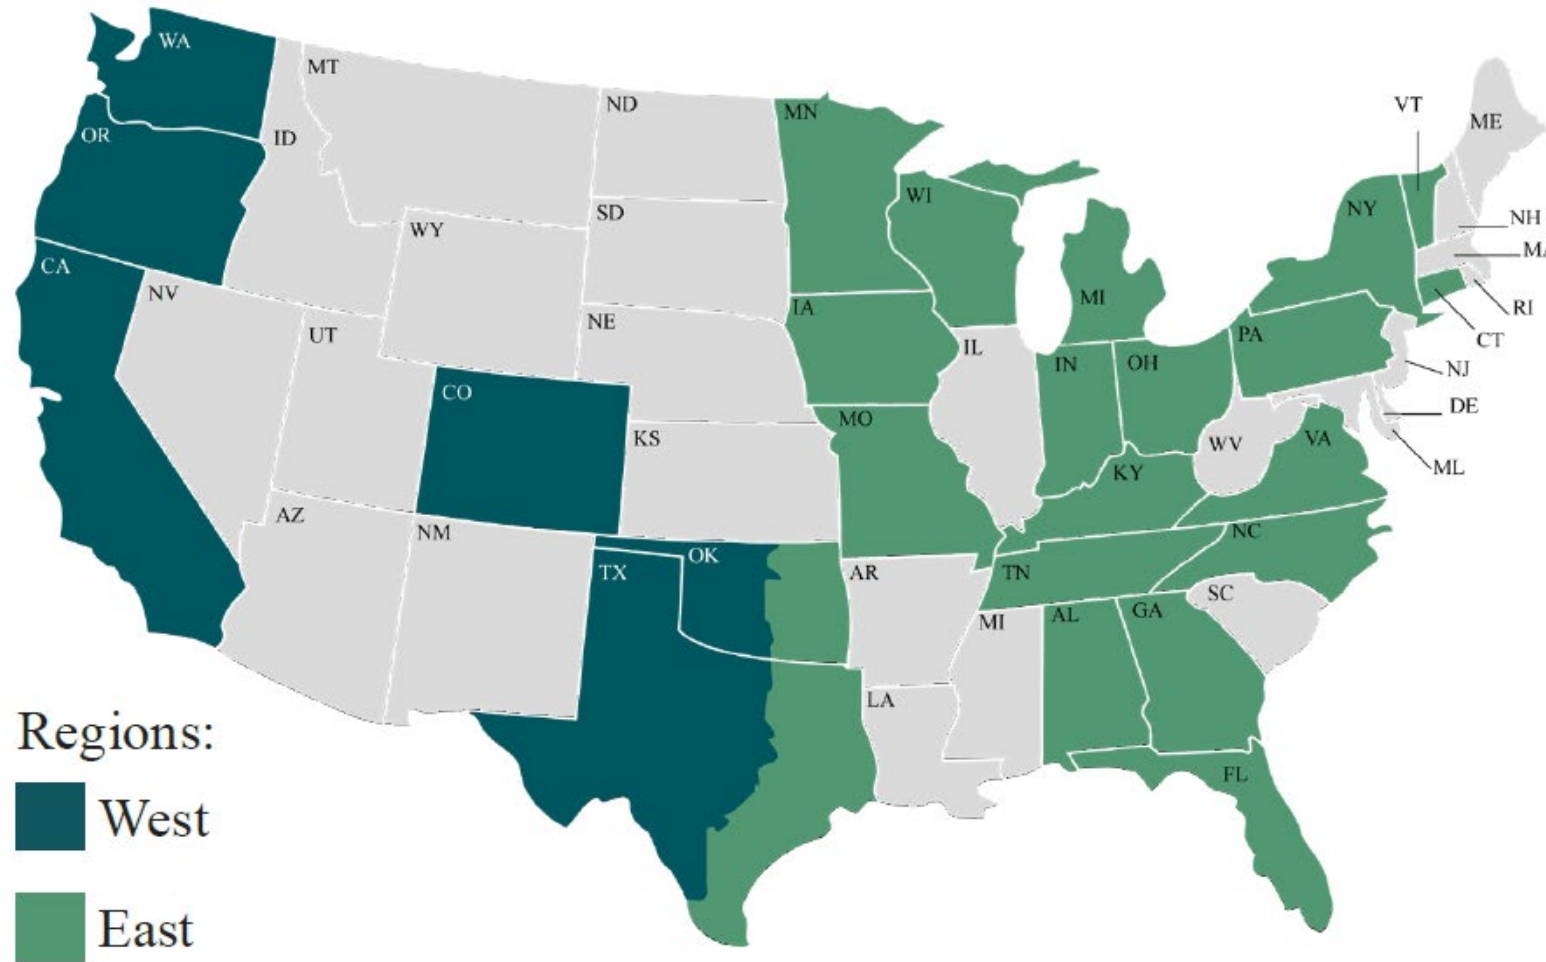 WA
MT
ND
MN
VT
ME
OR
ID
WI
NY
SD
WY
NH
MA
CA
NV
IA
MI
NE
RI
UT
IL
PA
CT
IN
OH
NJ
CO
MO
DE
KS
WV
VA
KY
ML
AZ
NM
NC
OK
TX
AR
TN
SC
MI
AL
GA
LA
Regions:
FL
West
East